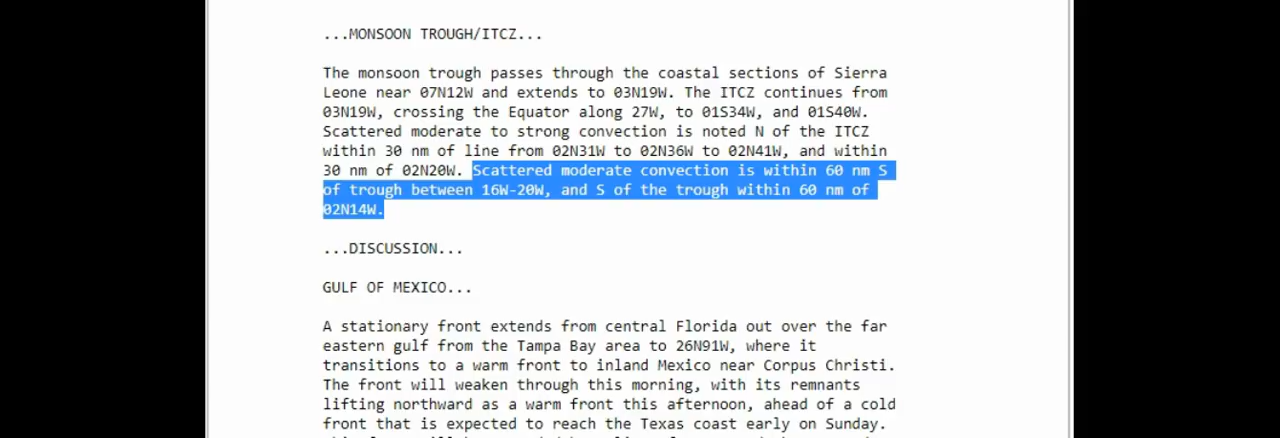 ...MONSOON TROUGH/ITCZ...
The monsoon trough passes through the coastal sections of Sierra
Leone near 07N12W and extends to 03N19W. The ITCZ continues from
03N19W, crossing the Equator along 27W, to 01S34W, and 01S40W.
Scattered moderate to strong convection is noted N of the ITCZ
within 30 nm of line from 02N31W to 02N36W to 02N41W, and within
30 nm of 02N20W. Scattered moderate convection is within 60 nm S
of trough between 16W-20W, and S of the trough within 60 nm of
02N14W.
...DISCUSSION...
GULF OF MEXICO...
A stationary front extends from central Florida out over the far
eastern gulf from the Tampa Bay area to 26N91W, where it
transitions to a warm front to inland Mexico near Corpus Christi.
The front will weaken through this morning, with its remnants
lifting northward as a warm front this afternoon, ahead of a cold
front that is expected to reach the Texas coast early on Sunday.